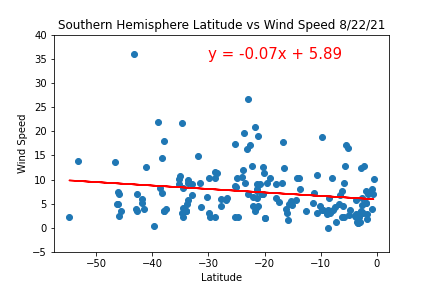 Southern Hemisphere Latitude vs Wind Speed 8/22/21
y = -0.07x + 5.89
40
35
30
25
20
15
10
5
0
−5
Wind Speed
−50 −40 −30 −20 −10 0
Latitude